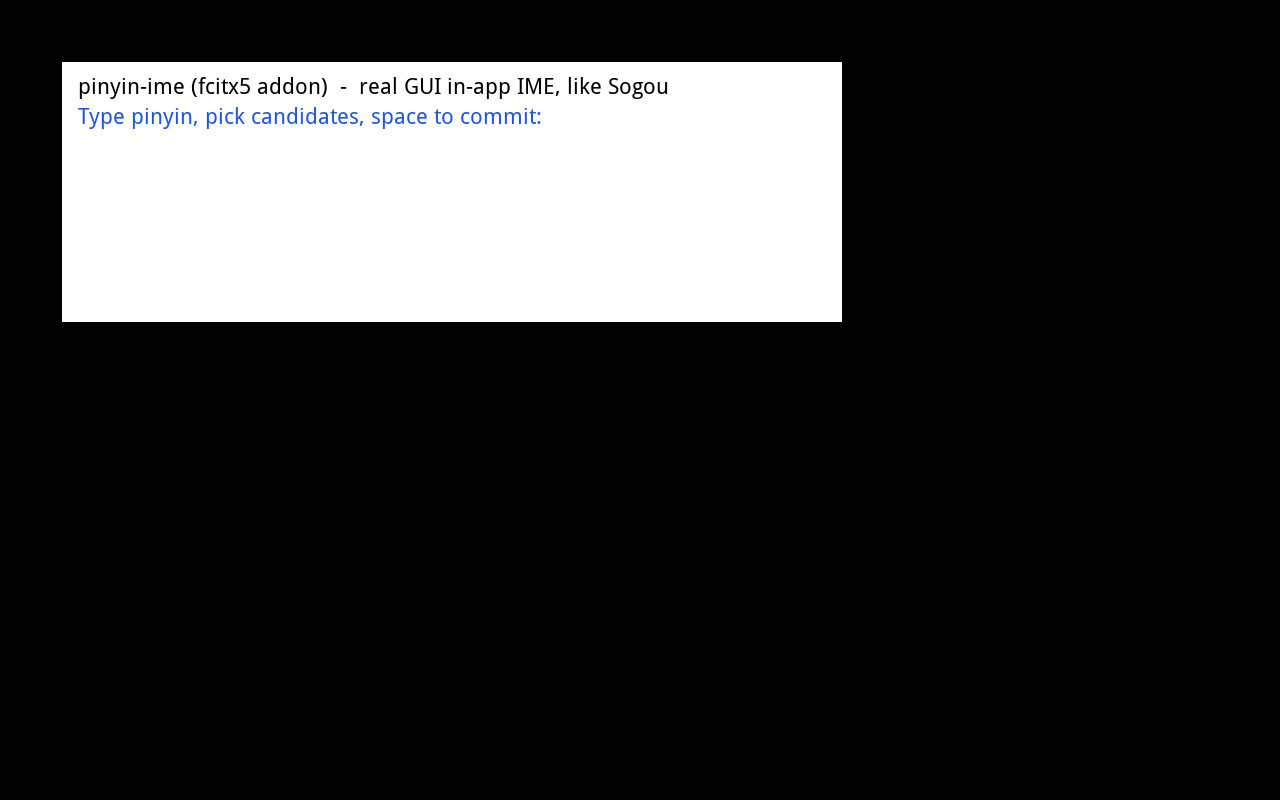 pinyin-ime (fcitx5 addon)  -  real GUI in-app IME, like Sogou
Type pinyin, pick candidates, space to commit: